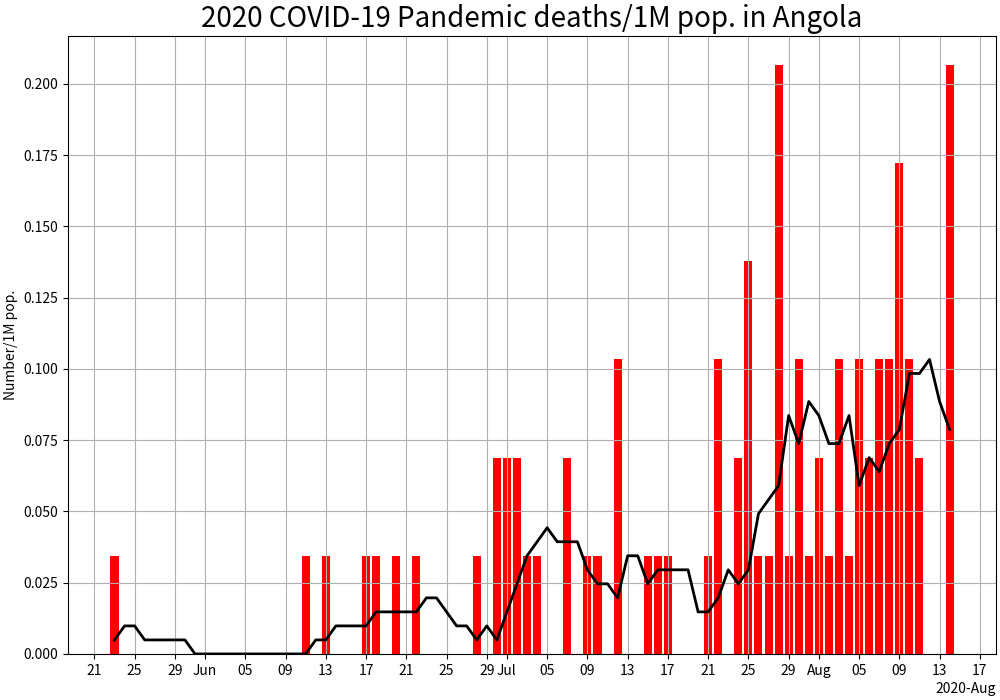 2020 COVID-19 Pandemic deaths/1M pop. in Angola
Number/1M pop.
0.200
0.175
0.150
0.125
0.100
0.075
0.050
0.025
0.000
21 25 29 Jun 05 09 13 17 21 25 29 Jul 05 09 13 17 21 25 29 Aug 05 09 13 17
2020-Aug